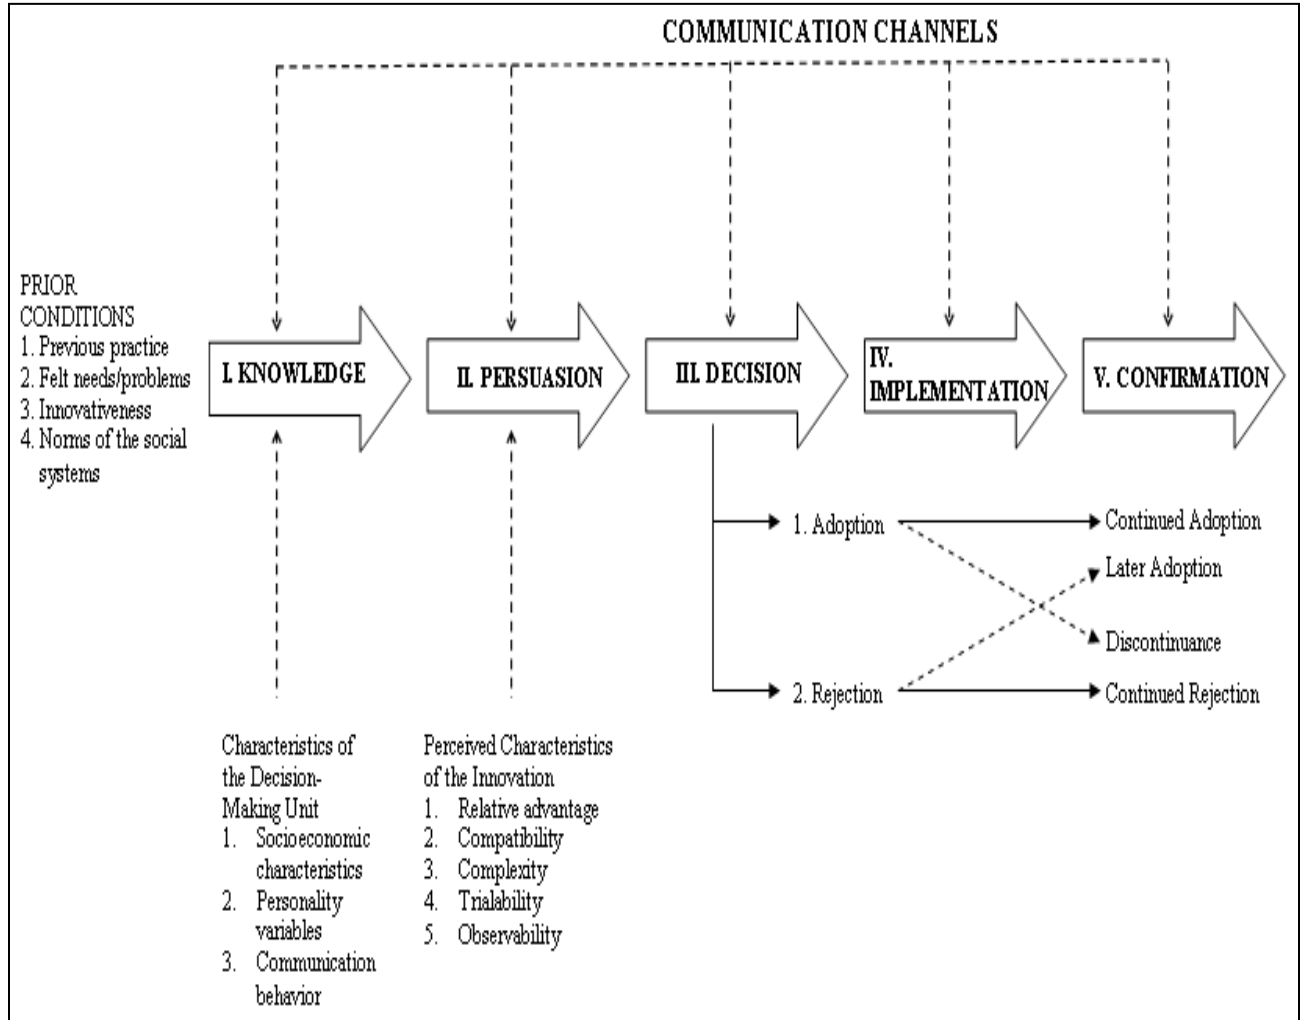 COMMUNICATION CHANNELS
PRIOR
CONDITIONS
1. Previous practice
2. Felt needs/problems
3. Innovativeness
4. Norms of the social
systems
I. KNOWLEDGE
II. PERSUASION
III. DECISION
IV.
IMPLEMENTATION
V. CONFIRMATION
1. Adoption
2. Rejection
Continued Adoption
Later Adoption
Discontinuance
Continued Rejection
Characteristics of
the Decision-
Making Unit
1. Socioeconomic
characteristics
2. Personality
variables
3. Communication
behavior
Perceived Characteristics
of the Innovation
1. Relative advantage
2. Compatibility
3. Complexity
4. Trialability
5. Observability